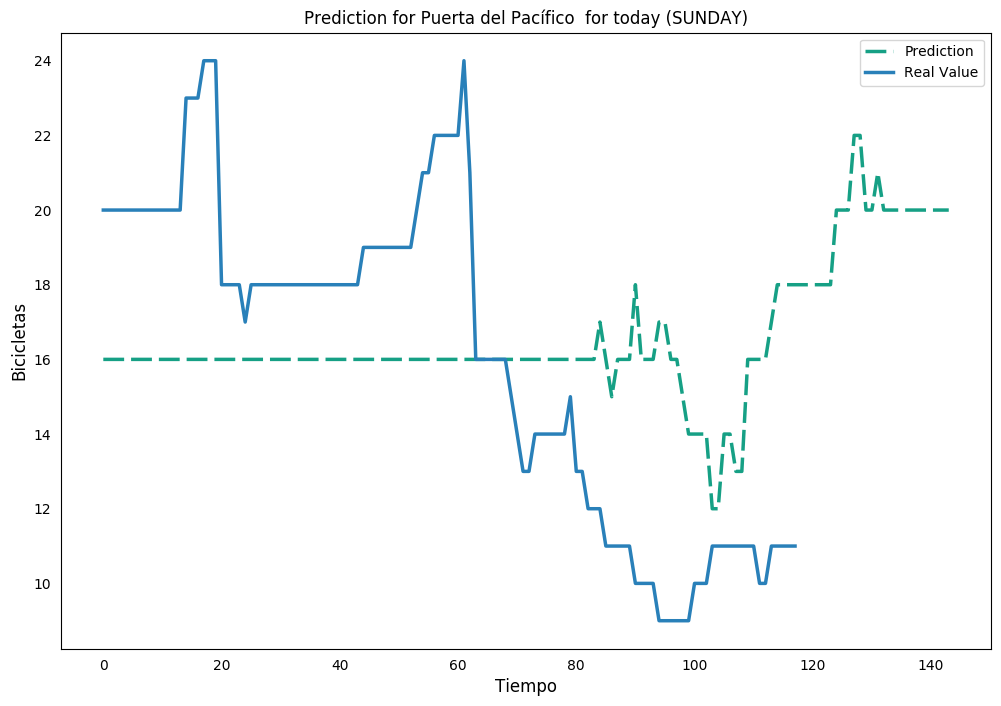 Prediction for Puerta del Pacífico  for today (SUNDAY)
Prediction
Real Value
Bicicletas
24
22
20
18
16
14
12
10
0 20 40 60 80 100 120 140
Tiempo